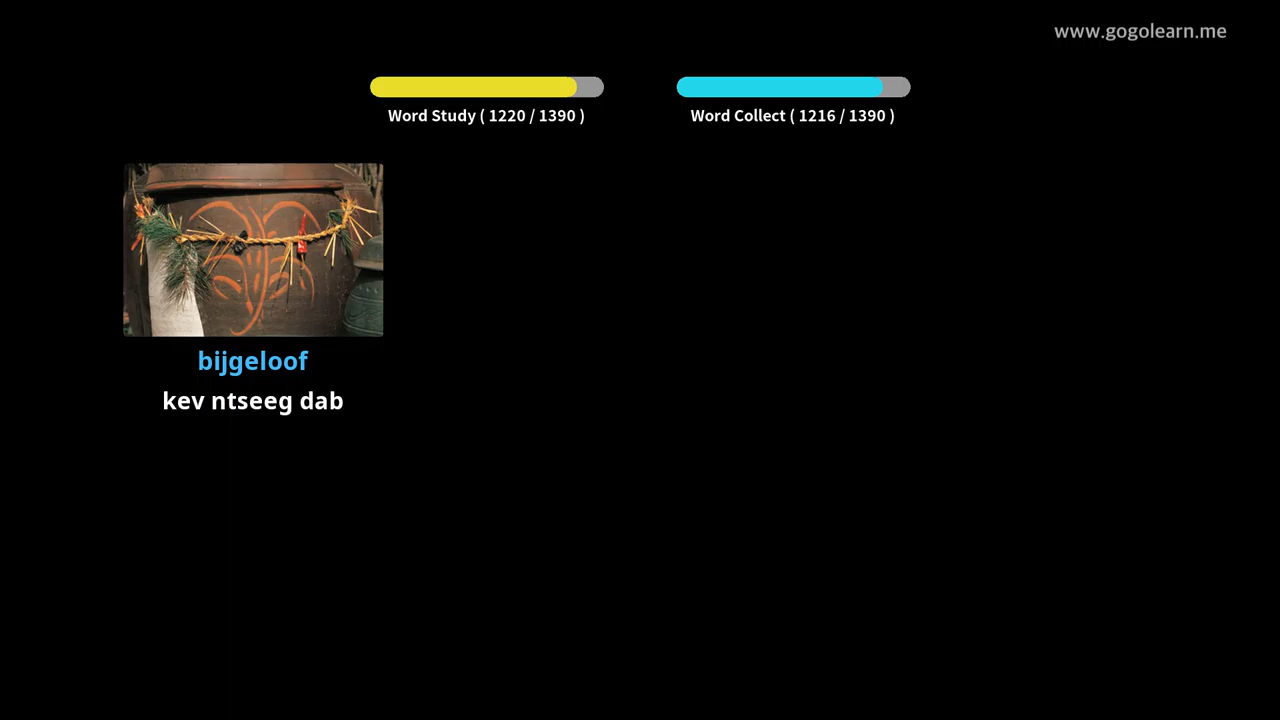 www.gogolearn.me
Word Study ( 1220 / 1390 )
Word Collect ( 1216 / 1390 )
bijgeloof
kev ntseeg dab